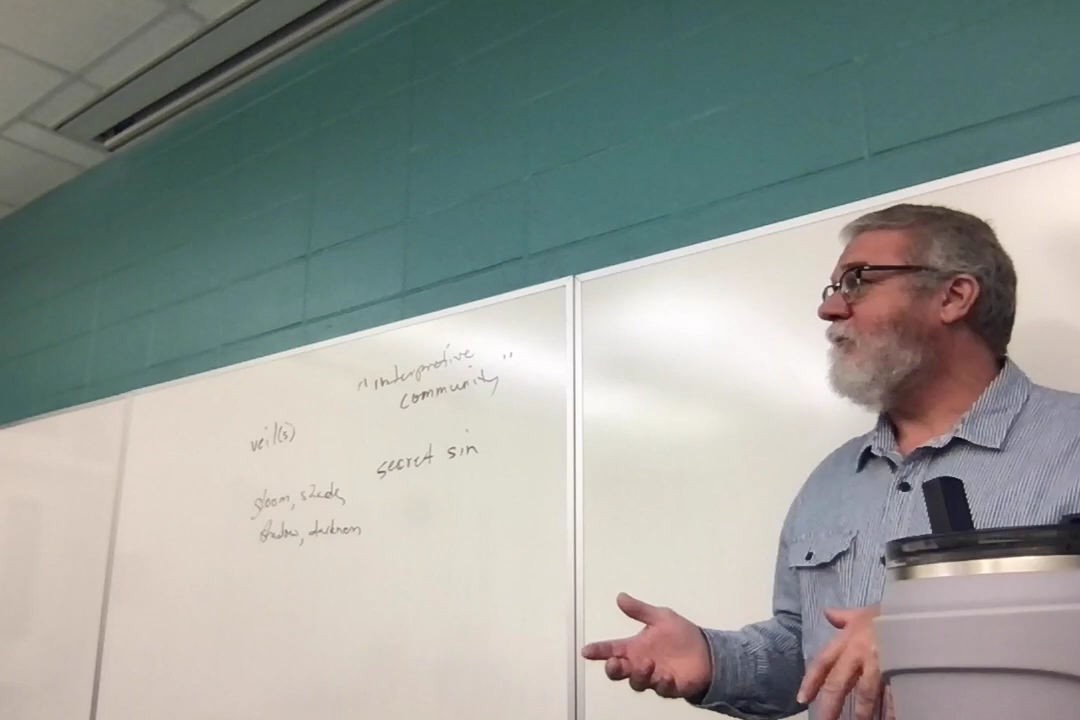 "interpretive
community"
veil(s)
secret sin
gloom, shade,
shadow, darkness